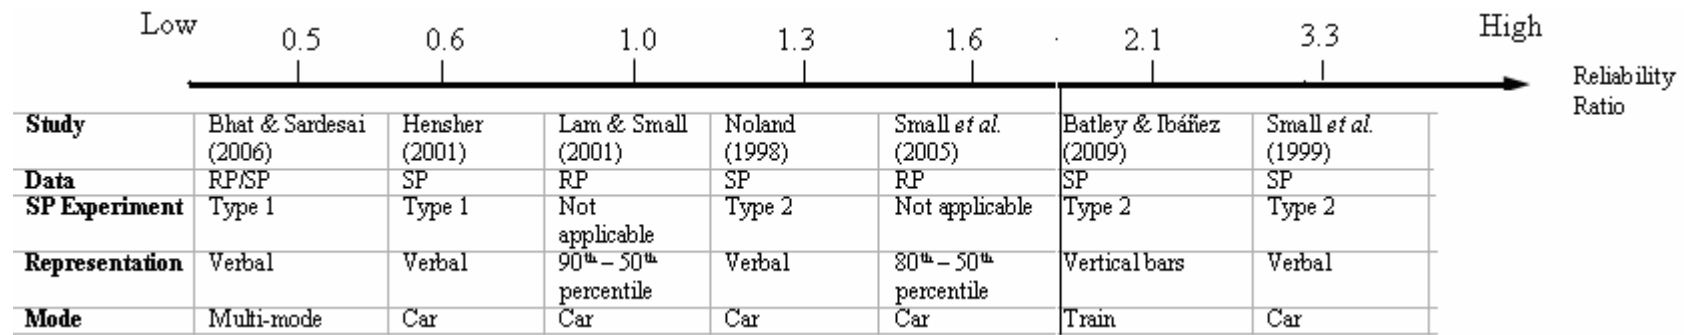 Low 0.5 0.6 1.0 1.3 1.6 2.1 3.3 High
Reliability
Ratio
Study Bhat & Sardesai Hensher Lam & Small Noland Small et al. Batley & Ibáñez Small et al.
(2006) (2001) (2001) (1998) (2005) (2009) (1999)
Data RP/SP SP RP SP RP SP SP
SP Experiment Type 1 Type 1 Not Type 2 Not applicable Type 2 Type 2
applicable
Representation Verbal Verbal 90th – 50th Verbal 80th – 50th Vertical bars Verbal
percentile percentile
Mode Multi-mode Car Car Car Car Train Car